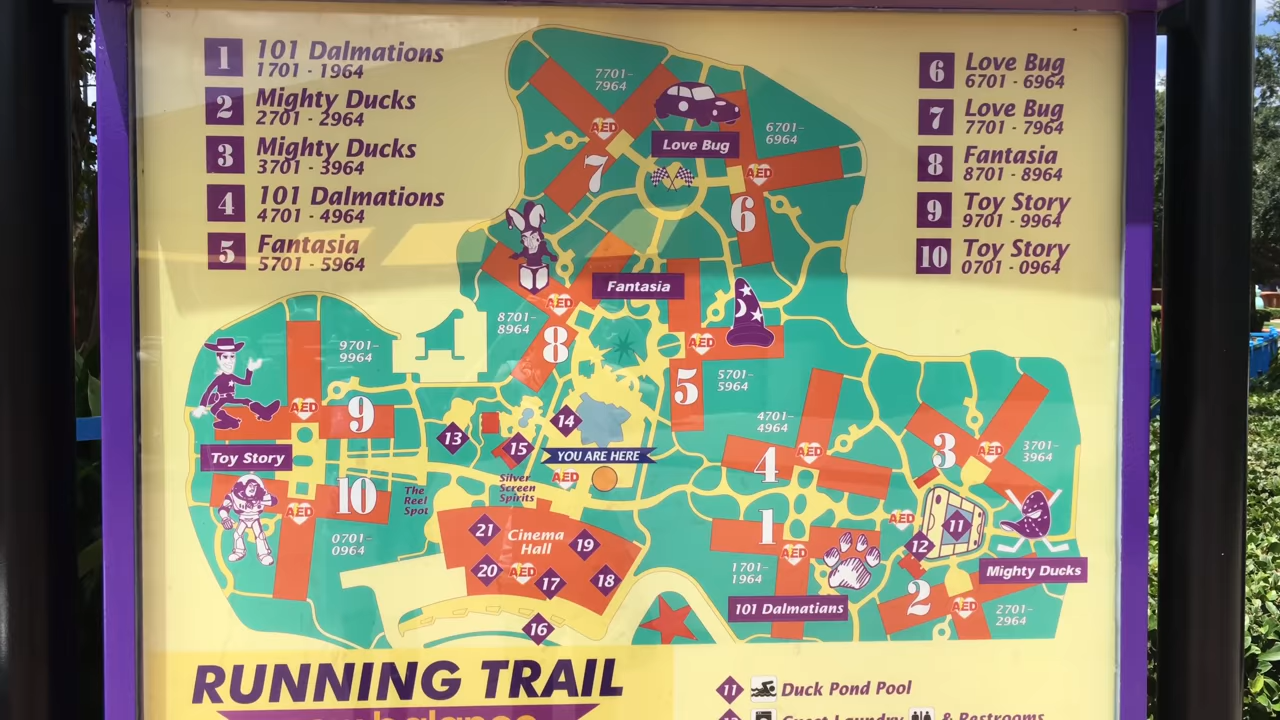 1 101 Dalmations
1701 - 1964
2 Mighty Ducks
2701 - 2964
3 Mighty Ducks
3701 - 3964
4 101 Dalmations
4701 - 4964
5 Fantasia
5701 - 5964
6 Love Bug
6701 - 6964
7 Love Bug
7701 - 7964
8 Fantasia
8701 - 8964
9 Toy Story
9701 - 9964
10 Toy Story
0701 - 0964
7701-
7964
AED
Love Bug
6701-
6964
AED
7
6
Fantasia
AED
8701-
8964
8
AED
5
5701-
5964
9701-
9964
AED
9
Toy Story
AED
10
0701-
0964
The
Reel
Spot
13
14
15
YOU ARE HERE
AED
Silver
Screen
Spirits
4701-
4964
AED
4
3
AED
3701-
3964
1
AED
1701-
1964
101 Dalmatians
AED
11
12
Mighty Ducks
2
AED
2701-
2964
21
Cinema
Hall
19
20
AED
17
18
16
RUNNING TRAIL
11 Duck Pond Pool
Guest Laundry & Restrooms